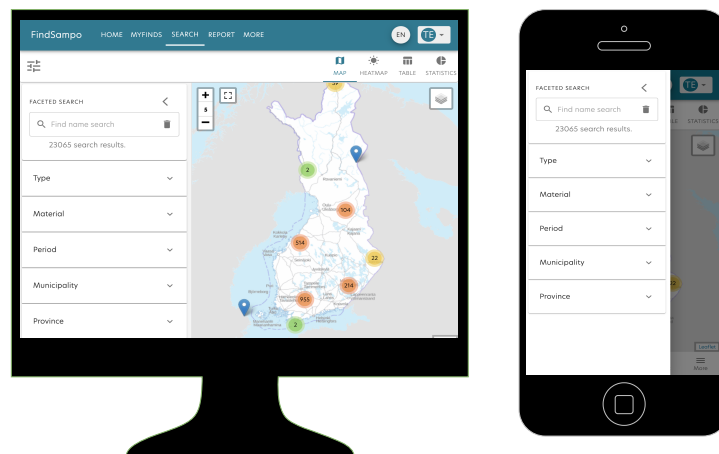 FindSampo HOME MYFINDS SEARCH REPORT MORE EN TE
MAP HEATMAP TABLE STATISTICS
FACETED SEARCH
Find name search
23065 search results.
Type
Material
Period
Municipality
Province
+
5
−
2
104
514
22
214
955
2
TE
STATISTICS
FACETED SEARCH
Find name search
23065 search results.
Type
Material
Period
Municipality
Province
Leaflet
More